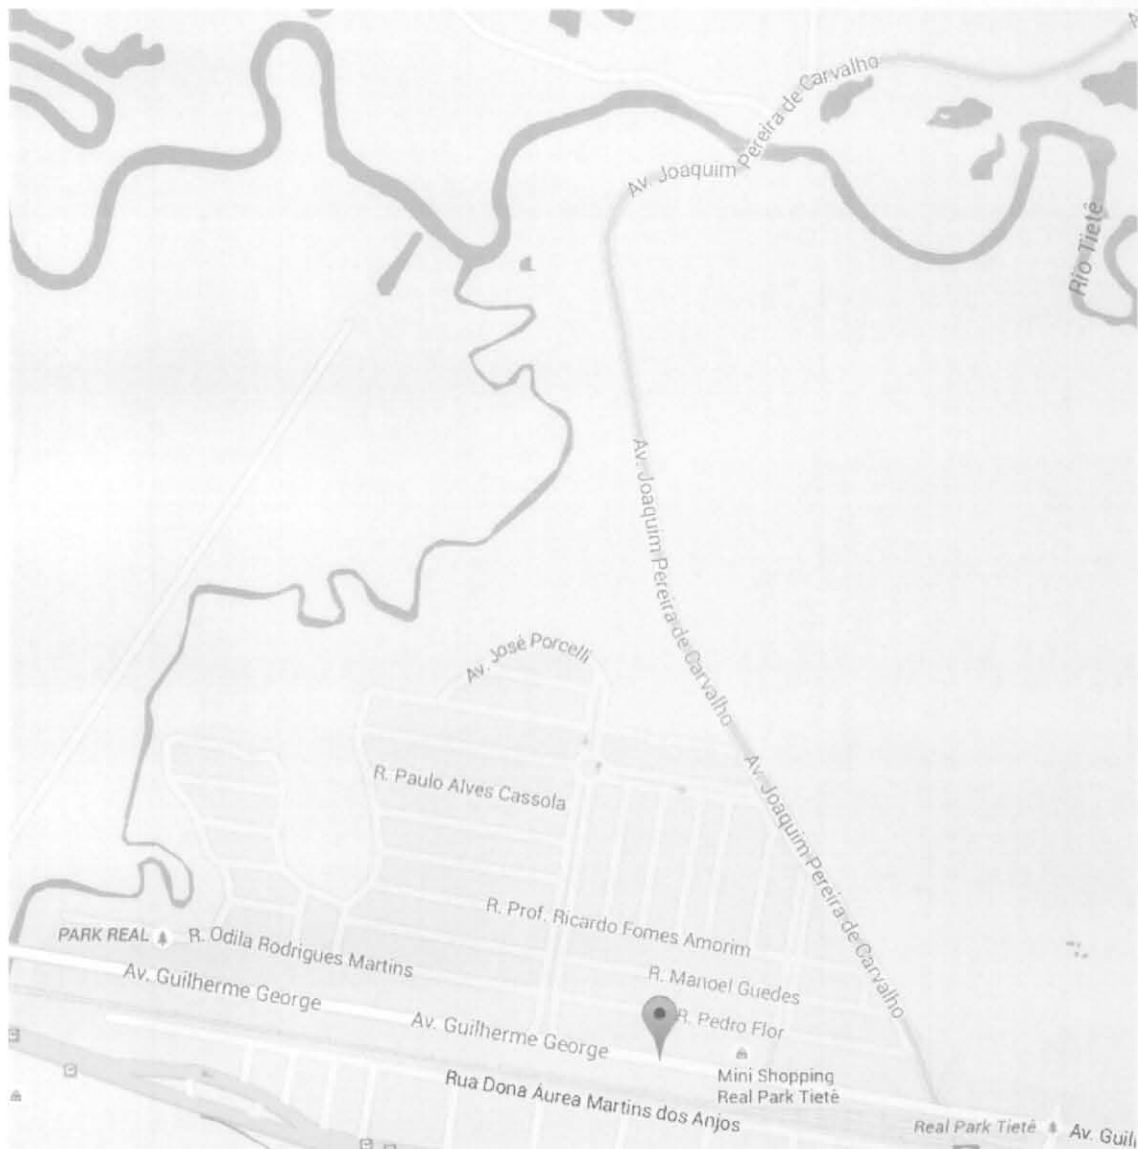 Av. Joaquim Pereira de Carvalho
Rio Tietê
Av. Joaquim Pereira de Carvalho
Av. José Porcelli
R. Paulo Alves Cassola
Av. Joaquim Pereira de Carvalho
R. Prof. Ricardo Fomes Amorim
PARK REAL
R. Odila Rodrigues Martins
R. Manoel Guedes
Av. Guilherme George
Av. Guilherme George
R. Pedro Flor
Mini Shopping
Real Park Tietê
Rua Dona Áurea Martins dos Anjos
Real Park Tietê
Av. Guil